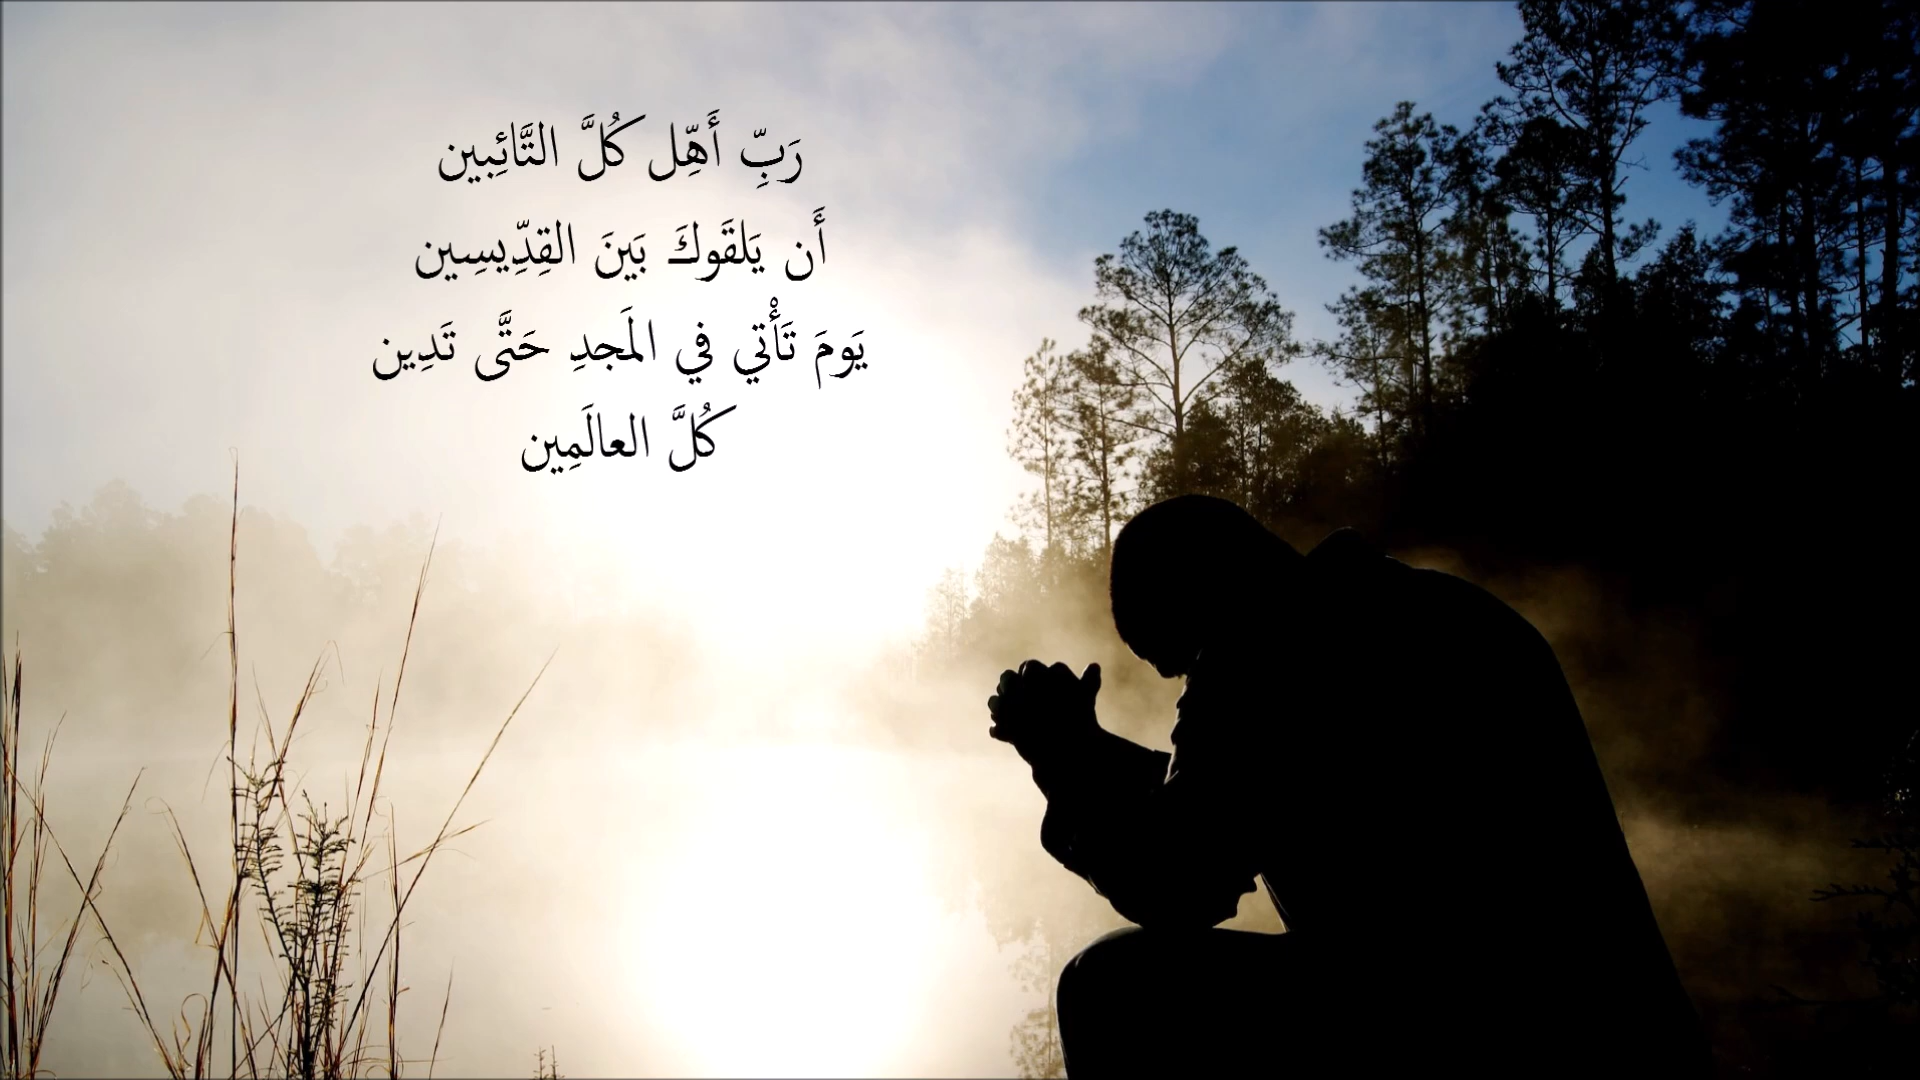 رَبِّ أَهِّل كُلَّ التَّائِبين
أَن يَلقَوكَ بَينَ القِدِّيسِين
يَومَ تَأْتي في المَجدِ حَتَّى تَدِين
كُلَّ العالَمِين